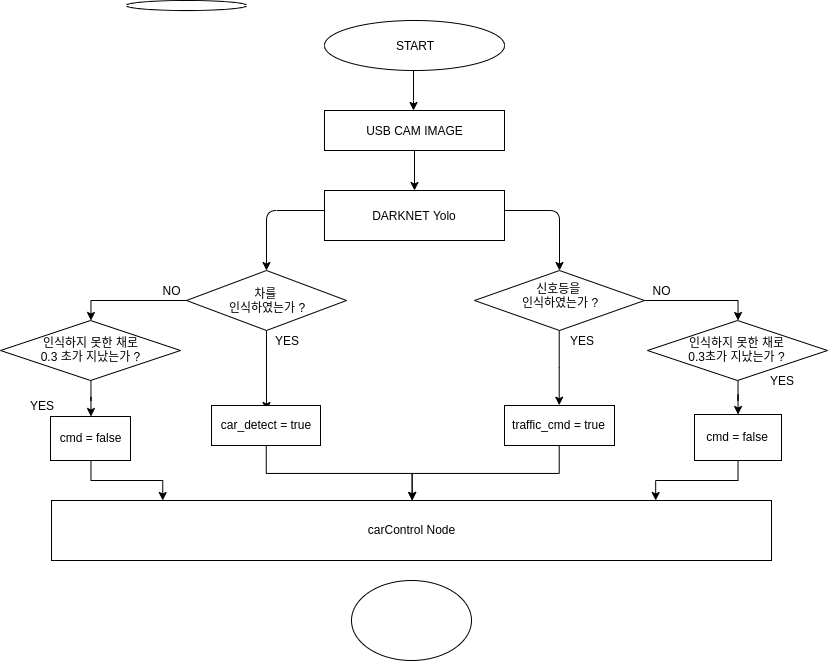 START
USB CAM IMAGE
DARKNET Yolo
NO
차를
인식하였는가 ?
신호등을
인식하였는가 ?
NO
YES
YES
인식하지 못한 채로
0.3 초가 지났는가 ?
인식하지 못한 채로
0.3초가 지났는가 ?
YES
YES
cmd = false
car_detect = true
traffic_cmd = true
cmd = false
carControl Node